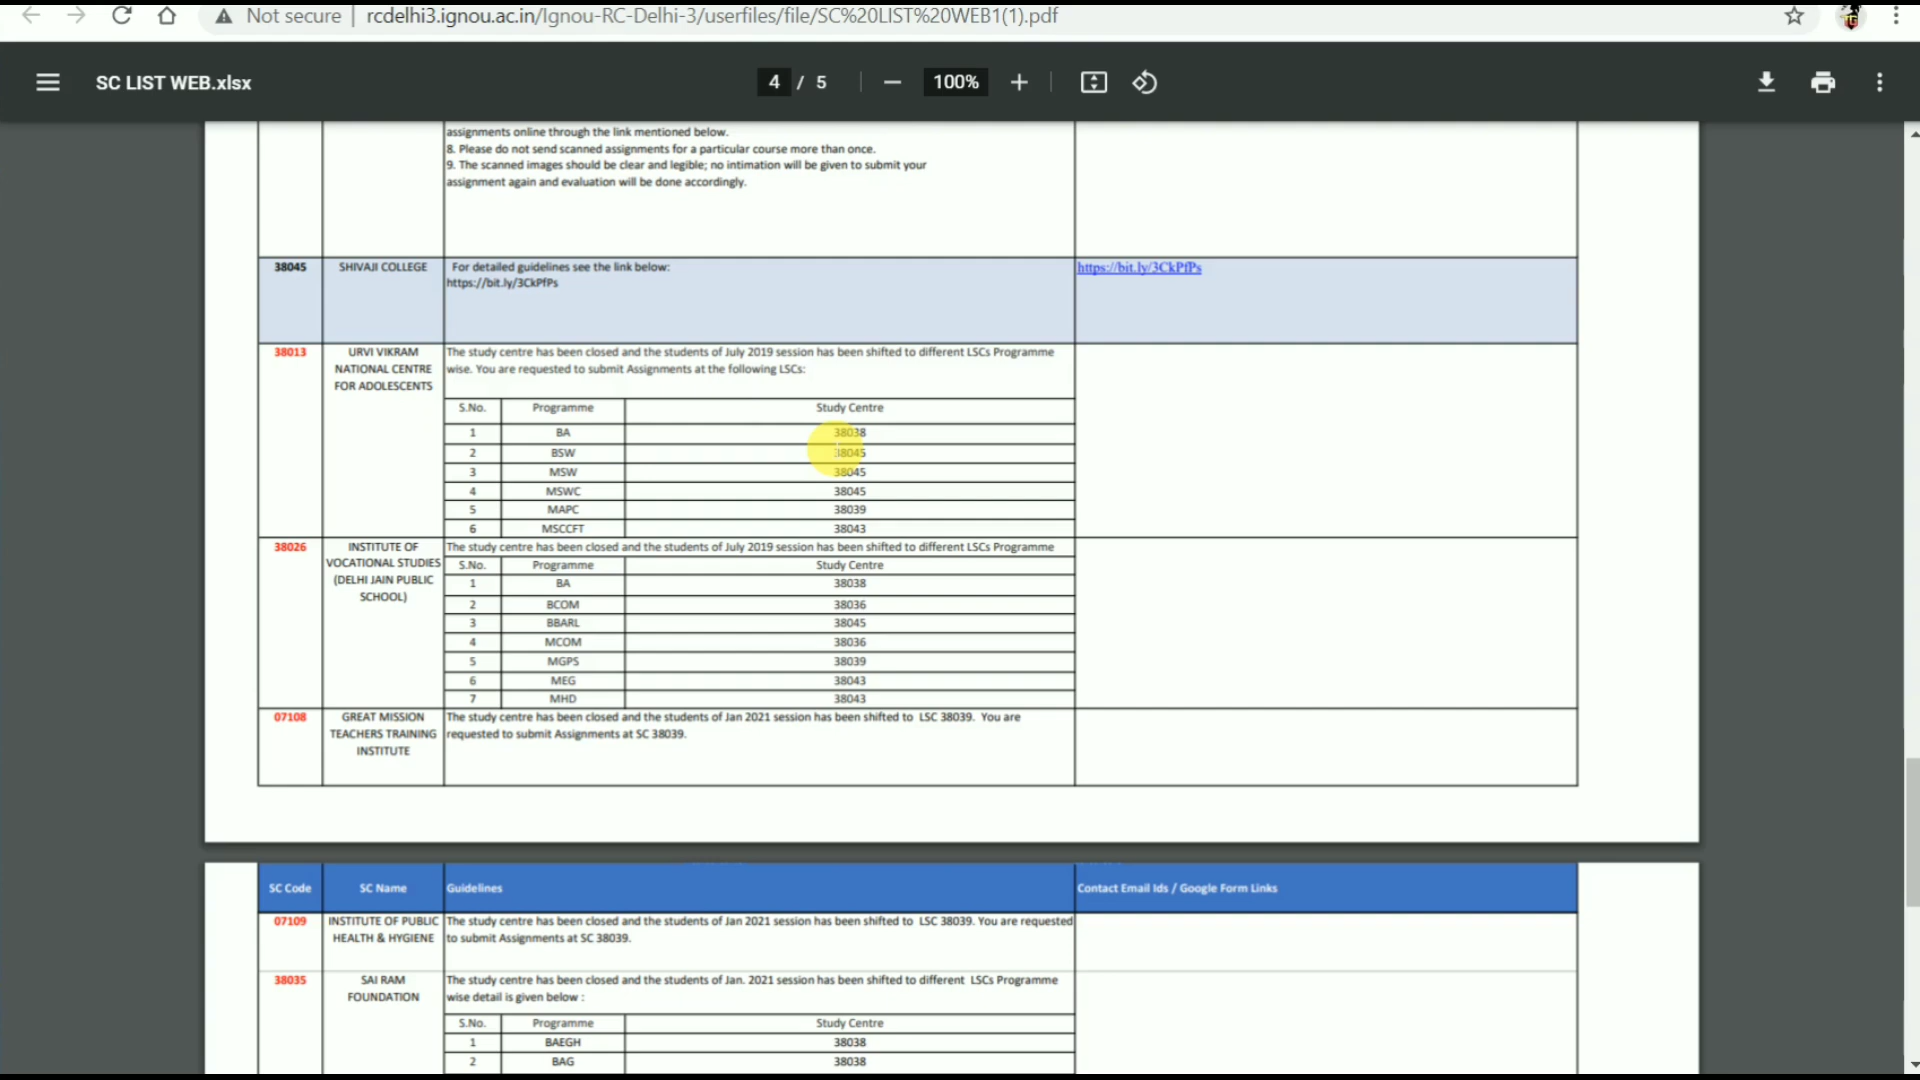 Not secure | rcdelhi3.ignou.ac.in/Ignou-RC-Delhi-3/userfiles/file/SC%20LIST%20WEB1(1).pdf
SC LIST WEB.xlsx
4 / 5
100%
assignments online through the link mentioned below.
8. Please do not send scanned assignments for a particular course more than once.
9. The scanned images should be clear and legible; no intimation will be given to submit your
assignment again and evaluation will be done accordingly.
38045 SHIVAJI COLLEGE For detailed guidelines see the link below: https://bit.ly/3CkPfPs
https://bit.ly/3CkPfPs
38013 URVI VIKRAM The study centre has been closed and the students of July 2019 session has been shifted to different LSCs Programme
NATIONAL CENTRE wise. You are requested to submit Assignments at the following LSCs:
FOR ADOLESCENTS
S.No. Programme Study Centre
1 BA 38038
2 BSW 38045
3 MSW 38045
4 MSWC 38045
5 MAPC 38039
6 MSCCFT 38043
38026 INSTITUTE OF The study centre has been closed and the students of July 2019 session has been shifted to different LSCs Programme
VOCATIONAL STUDIES S.No. Programme Study Centre
(DELHI JAIN PUBLIC 1 BA 38038
SCHOOL)
2 BCOM 38036
3 BBARL 38045
4 MCOM 38036
5 MGPS 38039
6 MEG 38043
7 MHD 38043
07108 GREAT MISSION The study centre has been closed and the students of Jan 2021 session has been shifted to LSC 38039. You are
TEACHERS TRAINING requested to submit Assignments at SC 38039.
INSTITUTE
SC Code SC Name Guidelines Contact Email Ids / Google Form Links
07109 INSTITUTE OF PUBLIC The study centre has been closed and the students of Jan 2021 session has been shifted to LSC 38039. You are requested
HEALTH & HYGIENE to submit Assignments at SC 38039.
38035 SAI RAM The study centre has been closed and the students of Jan. 2021 session has been shifted to different LSCs Programme
FOUNDATION wise detail is given below :
S.No. Programme Study Centre
1 BAEGH 38038
2 BAG 38038